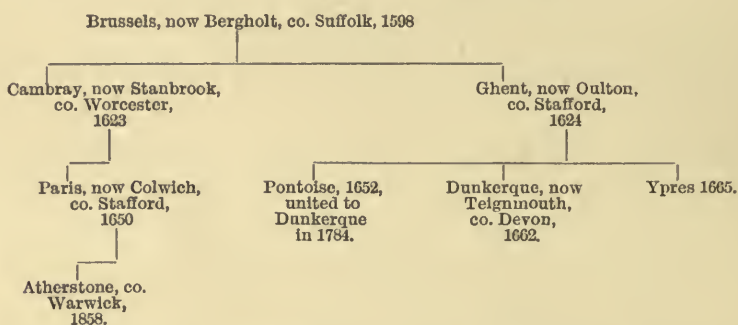 Brussels, now Bergholt, co. Suffolk, 1598
Cambray, now Stanbrook,
co. Worcester,
1623
Ghent, now Oulton,
co. Stafford,
1624
Paris, now Colwich,
co. Stafford,
1650
Pontoise, 1652,
united to
Dunkerque
in 1784.
Dunkerque, now
Teignmouth,
co. Devon,
1662.
Ypres 1665.
Atherstone, co.
Warwick,
1858.